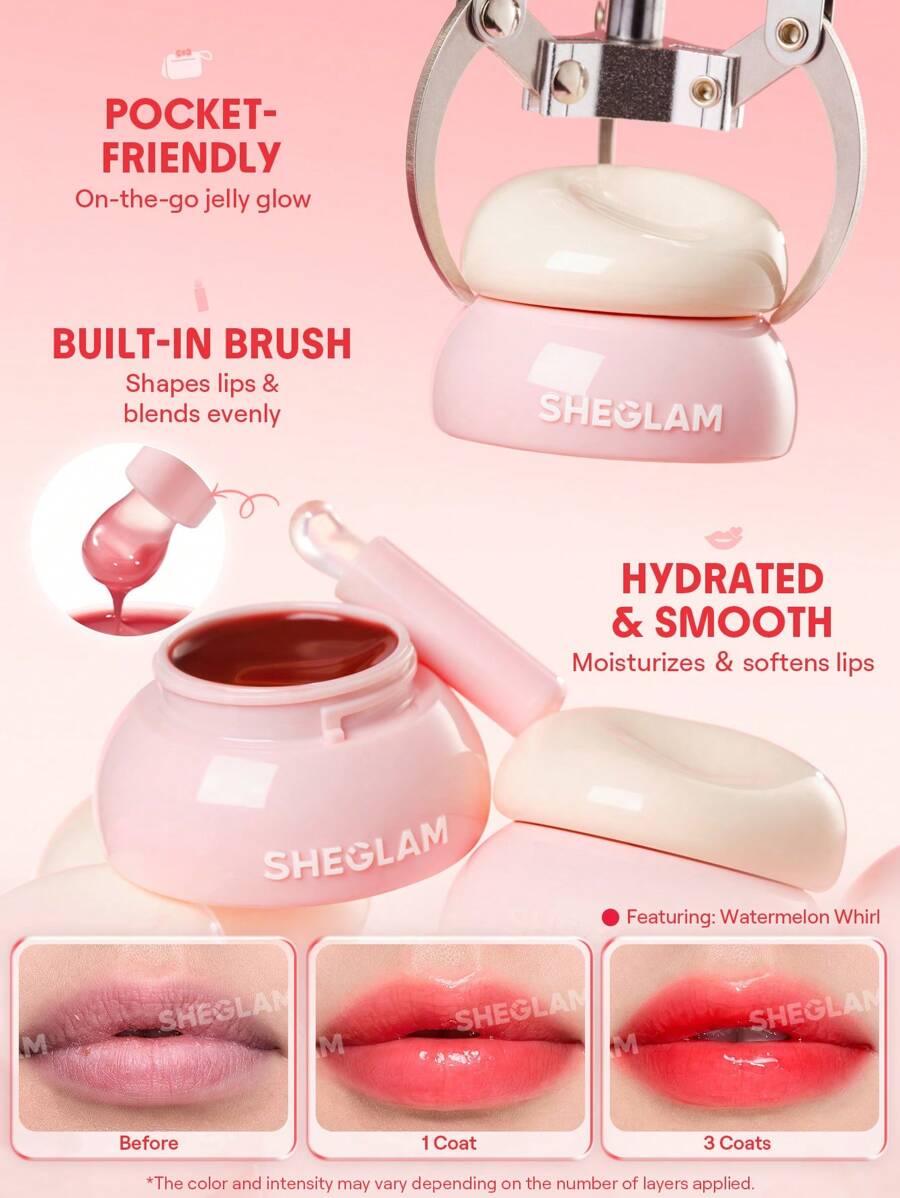 POCKET-
FRIENDLY
On-the-go jelly glow
BUILT-IN BRUSH
Shapes lips &
blends evenly
SHEGLAM
HYDRATED
& SMOOTH
Moisturizes & softens lips
SHEGLAM
Featuring: Watermelon Whirl
M
SHEGLAM
M
SHEGLAM
M
SHEGLAM
Before
1 Coat
3 Coats
*The color and intensity may vary depending on the number of layers applied.